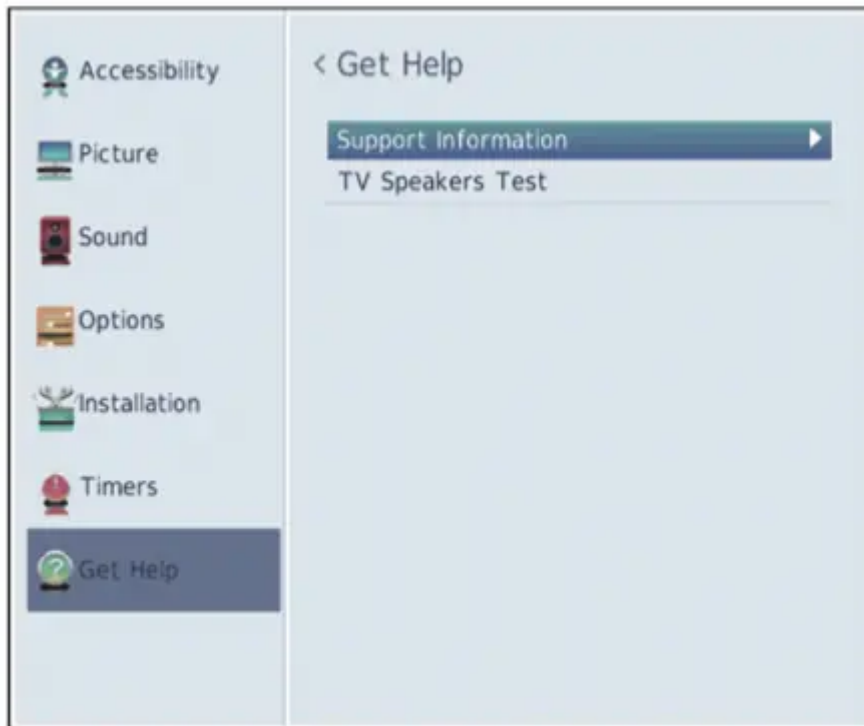 Accessibility
Picture
Sound
Options
Installation
Timers
Get Help
< Get Help
Support Information
TV Speakers Test